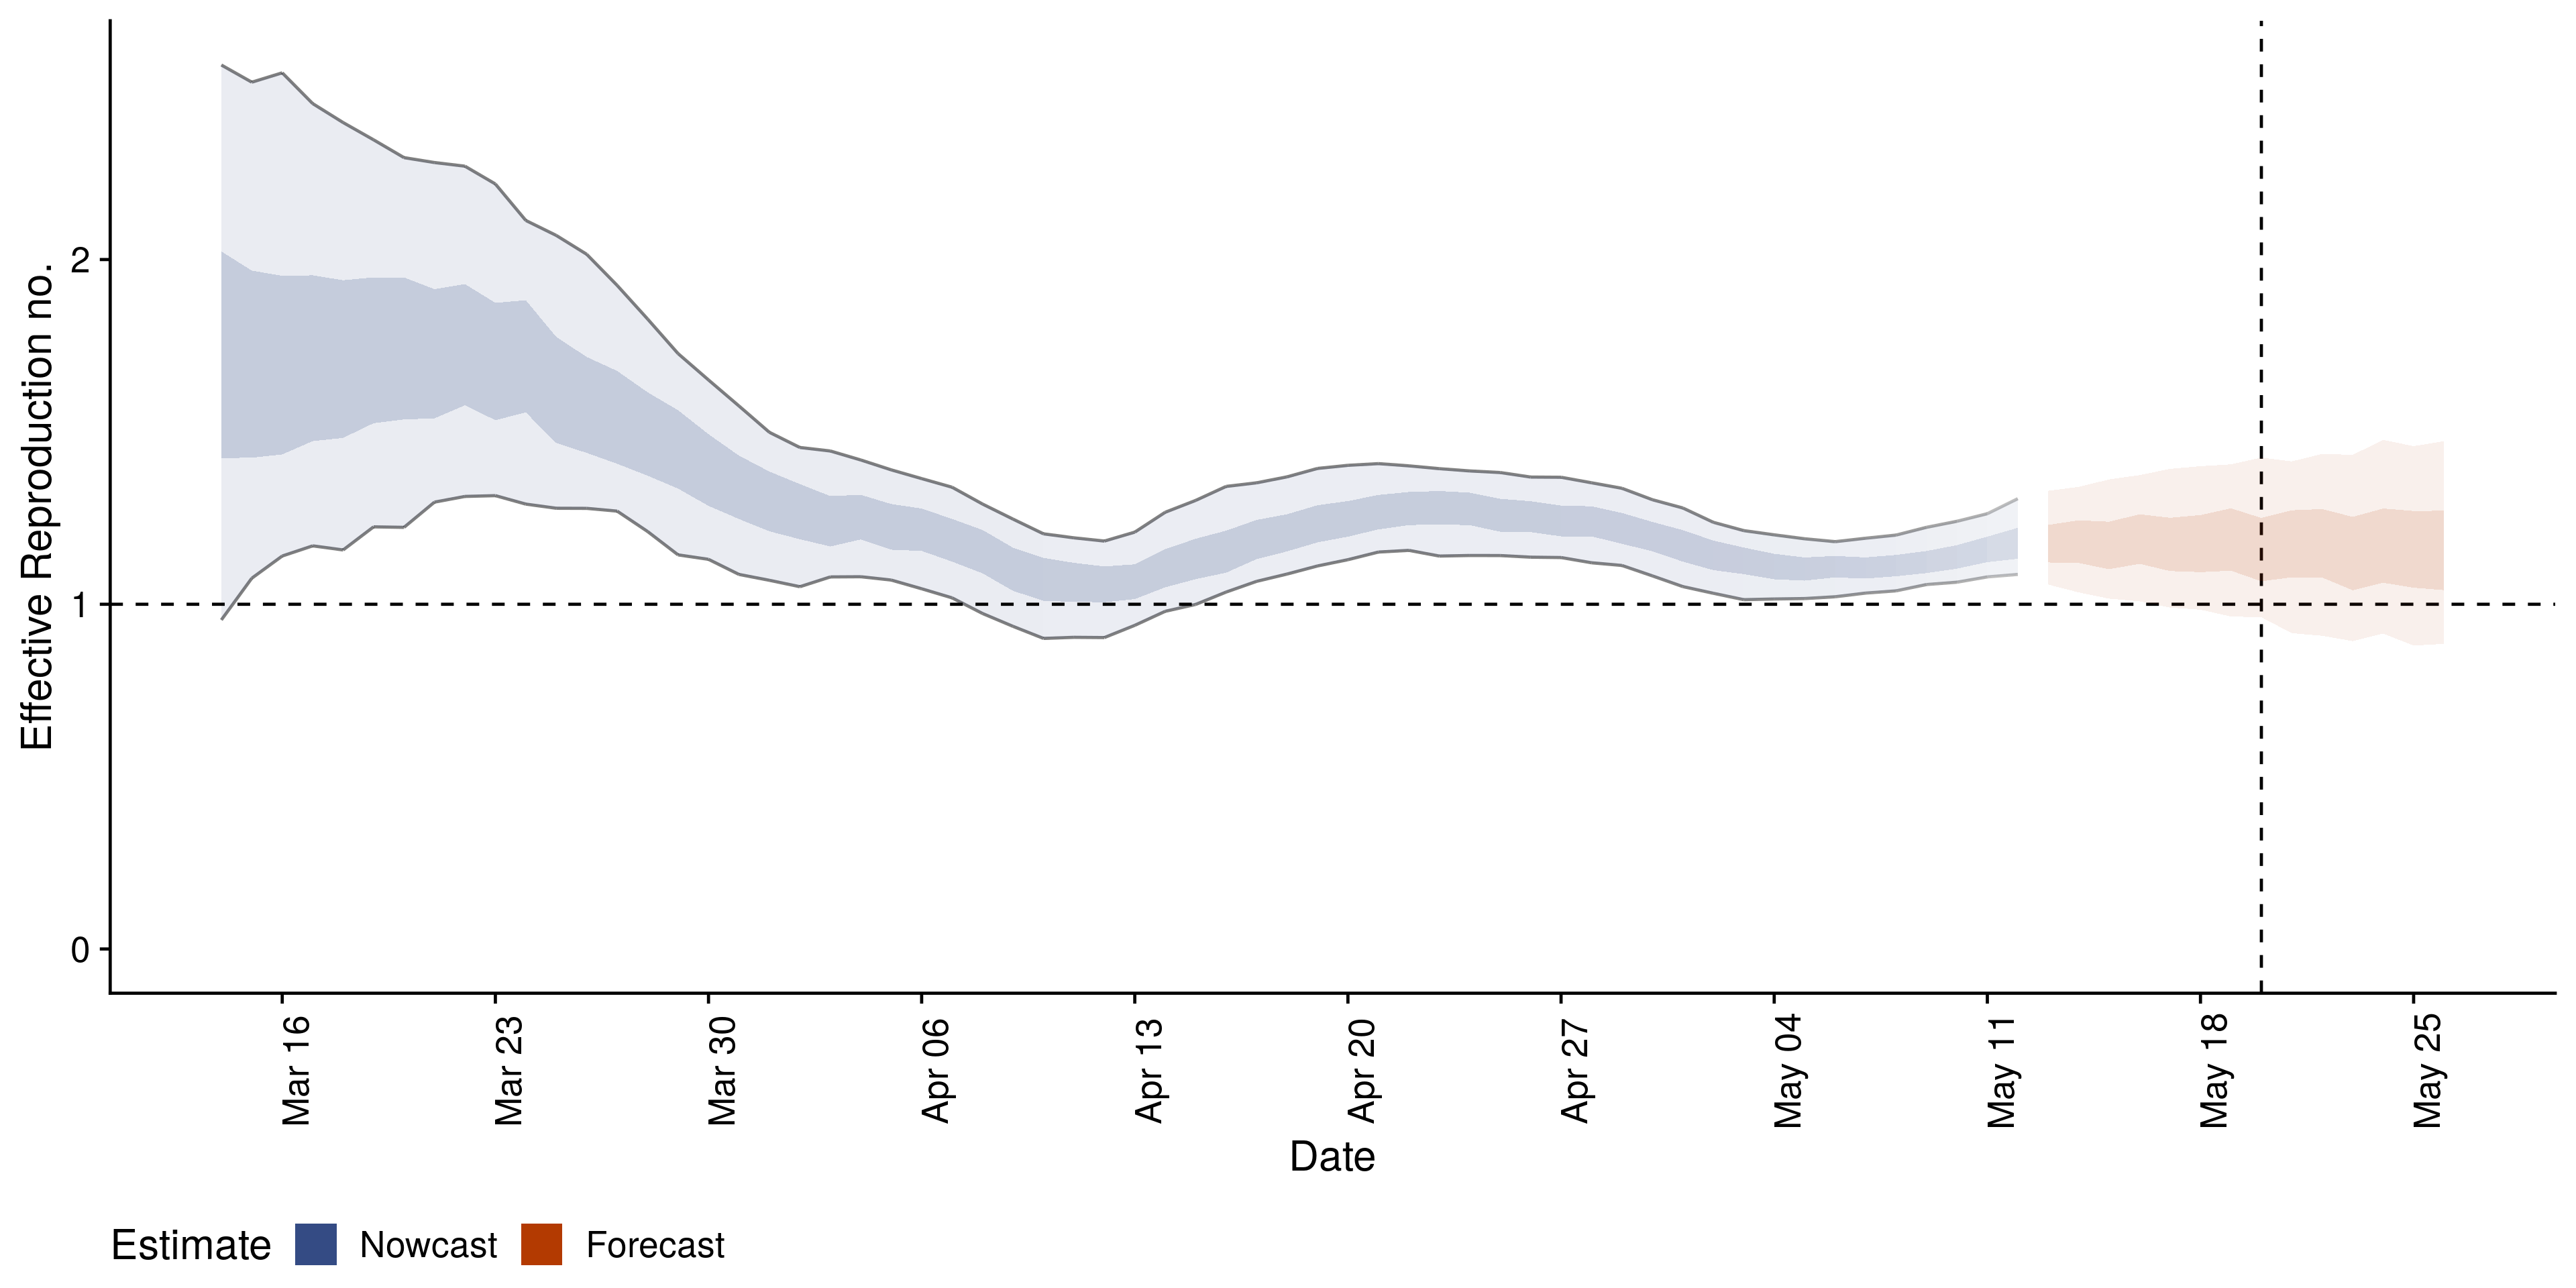 Effective Reproduction no.
2
1
0
Mar 16
Mar 23
Mar 30
Apr 06
Apr 13
Apr 20
Apr 27
May 04
May 11
May 18
May 25
Date
Estimate Nowcast Forecast